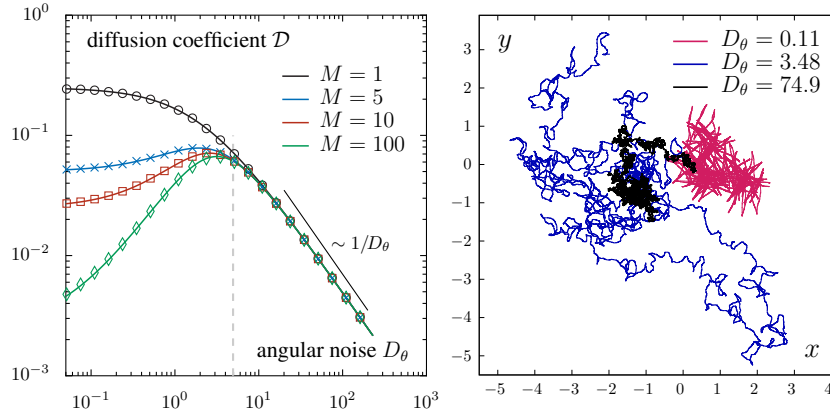 diffusion coefficient 𝒟
M = 1
M = 5
M = 10
M = 100
∼ 1/D_θ
angular noise D_θ
10^0
10^−1
10^−2
10^−3
10^−1 10^0 10^1 10^2 10^3
y
D_θ = 0.11
D_θ = 3.48
D_θ = 74.9
x
3
2
1
0
−1
−2
−3
−4
−5
−5 −4 −3 −2 −1 0 1 2 3 4